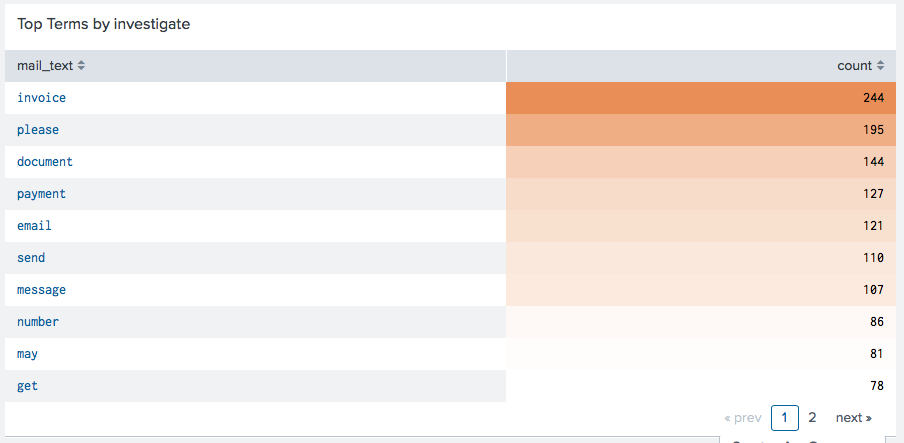 Top Terms by investigate
mail_text count
invoice 244
please 195
document 144
payment 127
email 121
send 110
message 107
number 86
may 81
get 78
« prev 1 2 next »